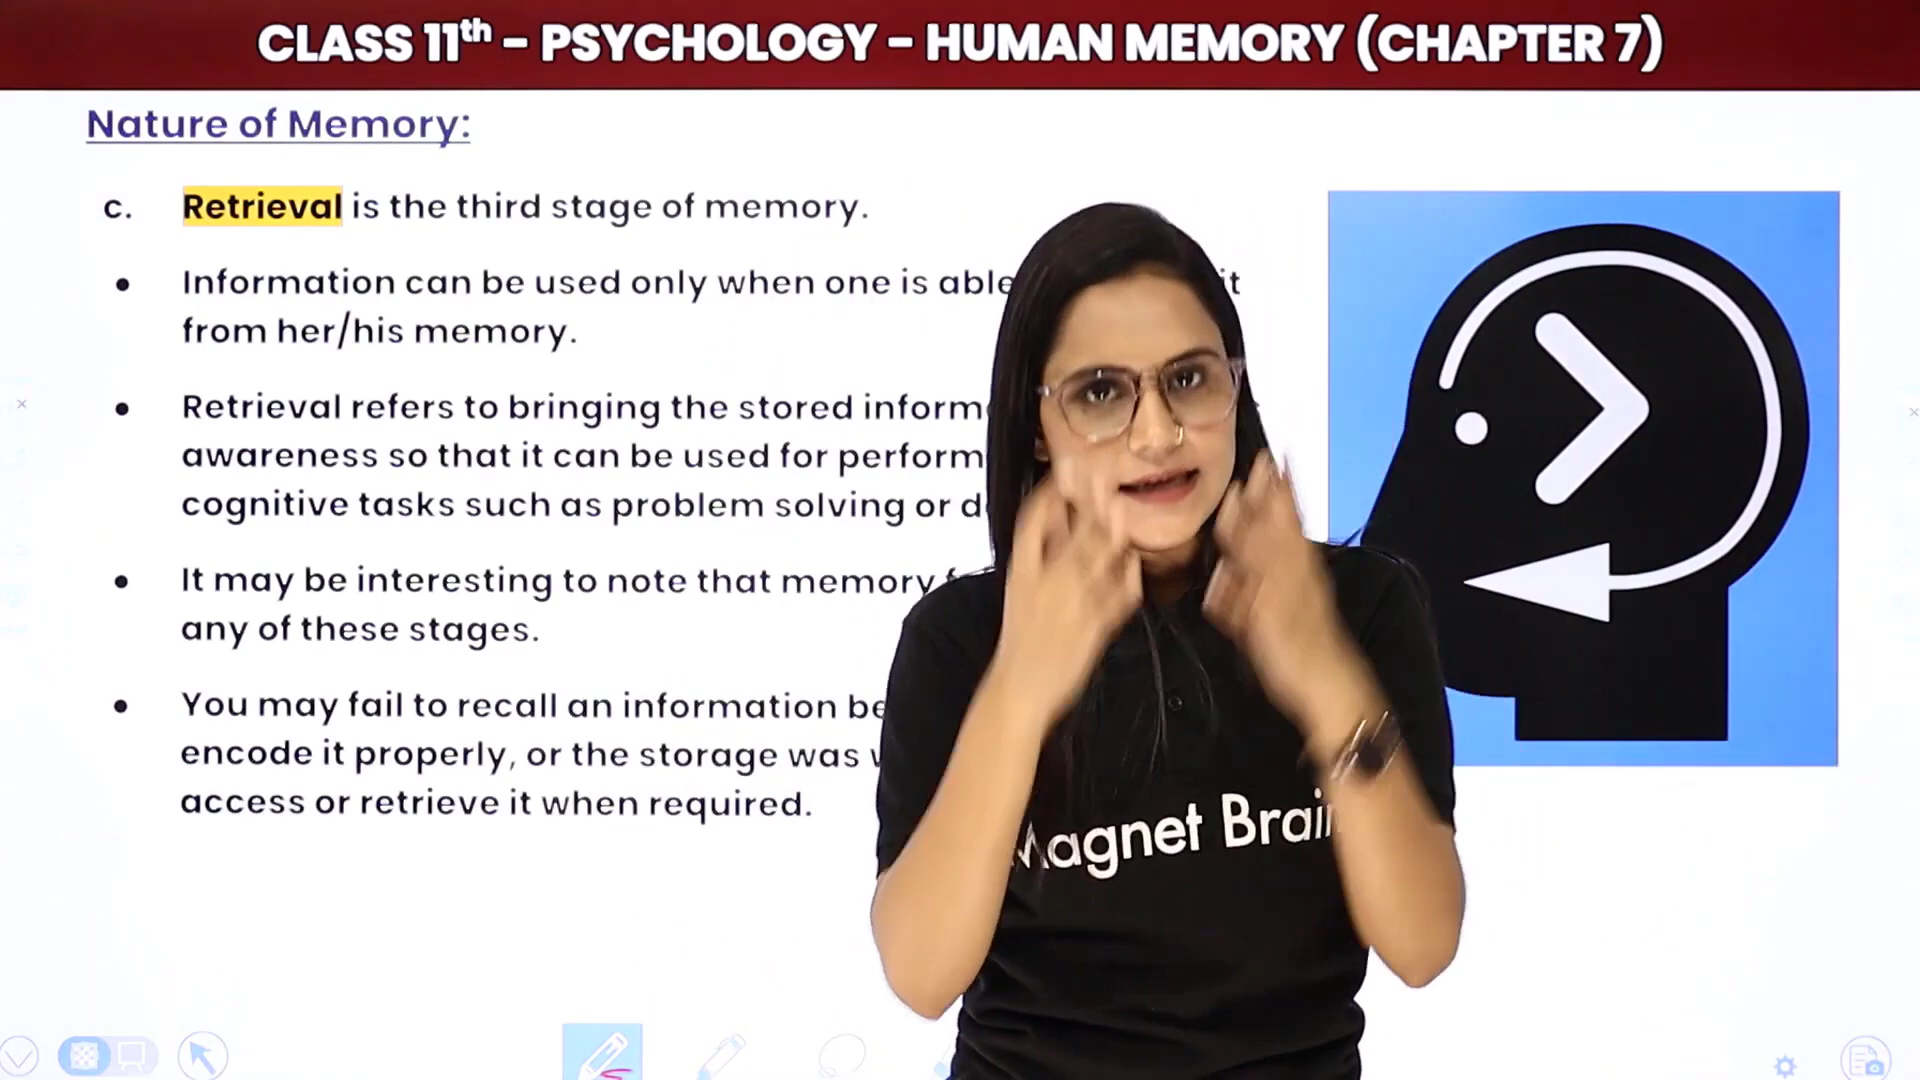 CLASS 11th - PSYCHOLOGY - HUMAN MEMORY (CHAPTER 7)
Nature of Memory:
c. Retrieval is the third stage of memory.
• Information can be used only when one is able it
from her/his memory.
• Retrieval refers to bringing the stored
awareness so that it can be used for
cognitive tasks such as problem solving or
• It may be interesting to note that memory
any of these stages.
• You may fail to recall an information
encode it properly, or the storage was
access or retrieve it when required.
Magnet